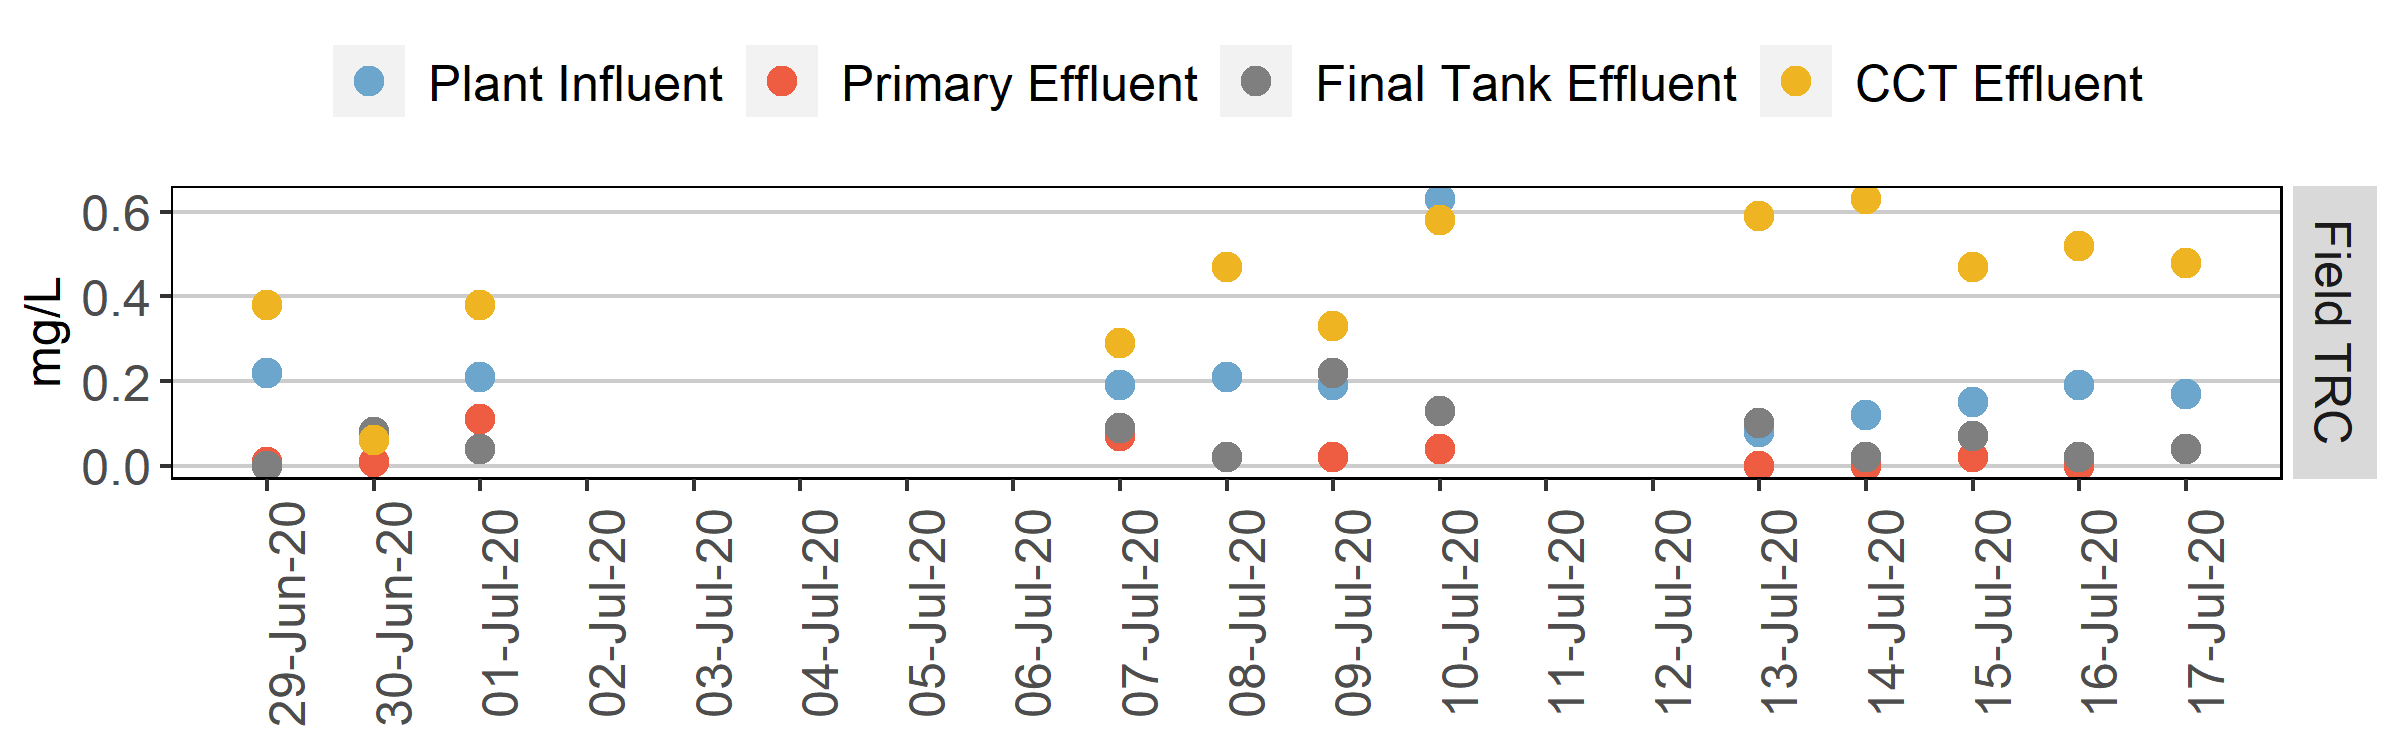 Plant Influent Primary Effluent Final Tank Effluent CCT Effluent
0.6
0.4
0.2
0.0
mg/L
Field TRC
29-Jun-20
30-Jun-20
01-Jul-20
02-Jul-20
03-Jul-20
04-Jul-20
05-Jul-20
06-Jul-20
07-Jul-20
08-Jul-20
09-Jul-20
10-Jul-20
11-Jul-20
12-Jul-20
13-Jul-20
14-Jul-20
15-Jul-20
16-Jul-20
17-Jul-20